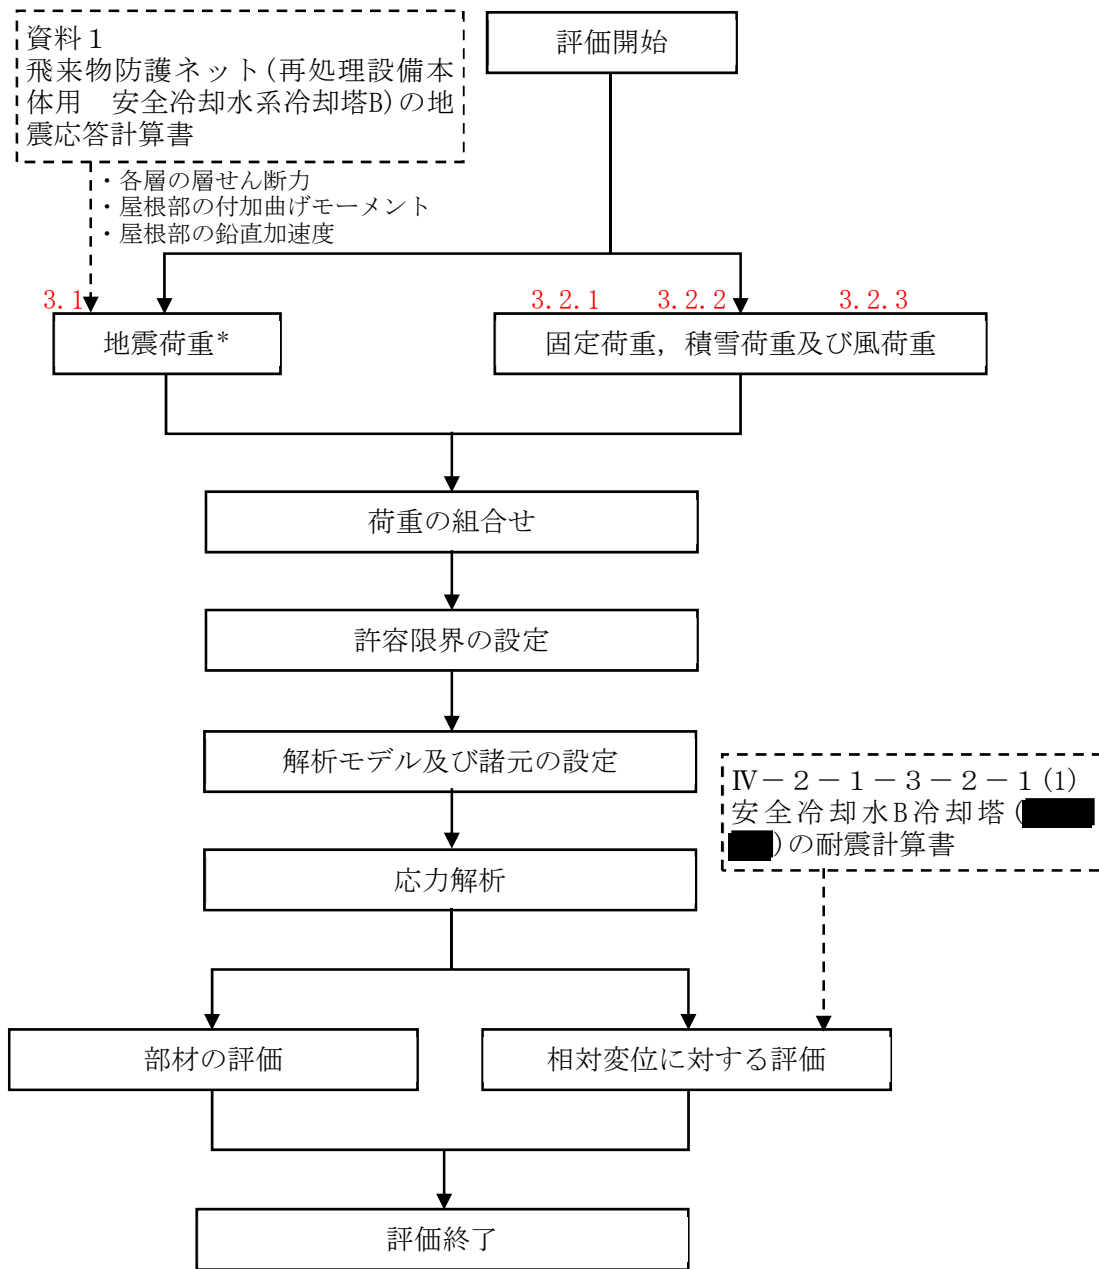 資料１
飛来物防護ネット(再処理設備本
体用　安全冷却水系冷却塔B)の地
震応答計算書
評価開始
・各層の層せん断力
・屋根部の付加曲げモーメント
・屋根部の鉛直加速度
3.1
地震荷重*
3.2.1 3.2.2 3.2.3
固定荷重，積雪荷重及び風荷重
荷重の組合せ
許容限界の設定
解析モデル及び諸元の設定
Ⅳ－２－１－３－２－１(1)
安全冷却水B冷却塔(
)の耐震計算書
応力解析
部材の評価
相対変位に対する評価
評価終了